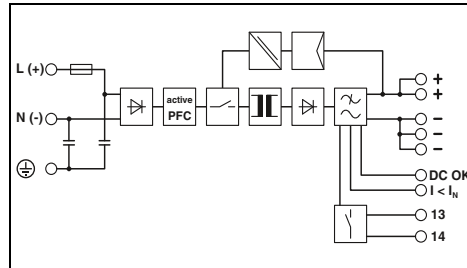 L (+)
+
+
active
PFC
N (-)
–
–
–
DC OK
I < I_N
13
14